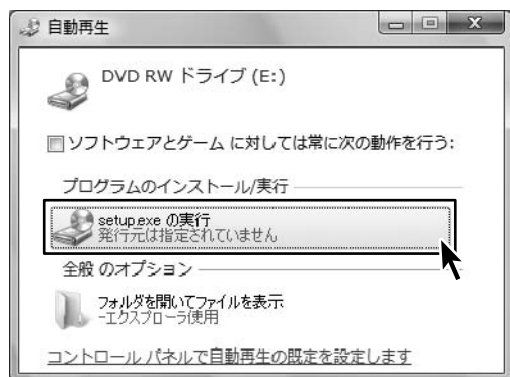 自動再生
DVD RW ドライブ (E:)
ソフトウェアとゲーム に対しては常に次の動作を行う:
プログラムのインストール/実行
setup.exe の実行
発行元は指定されていません
全般 のオプション
フォルダを開いてファイルを表示
-エクスプローラ使用
コントロール パネルで自動再生の既定を設定します